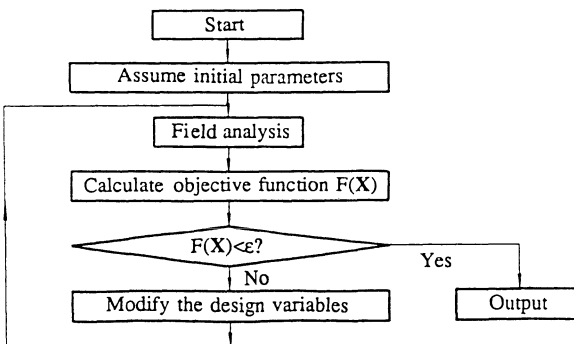 Start
Assume initial parameters
Field analysis
Calculate objective function F(X)
F(X)<ε?
Yes
No
Modify the design variables
Output